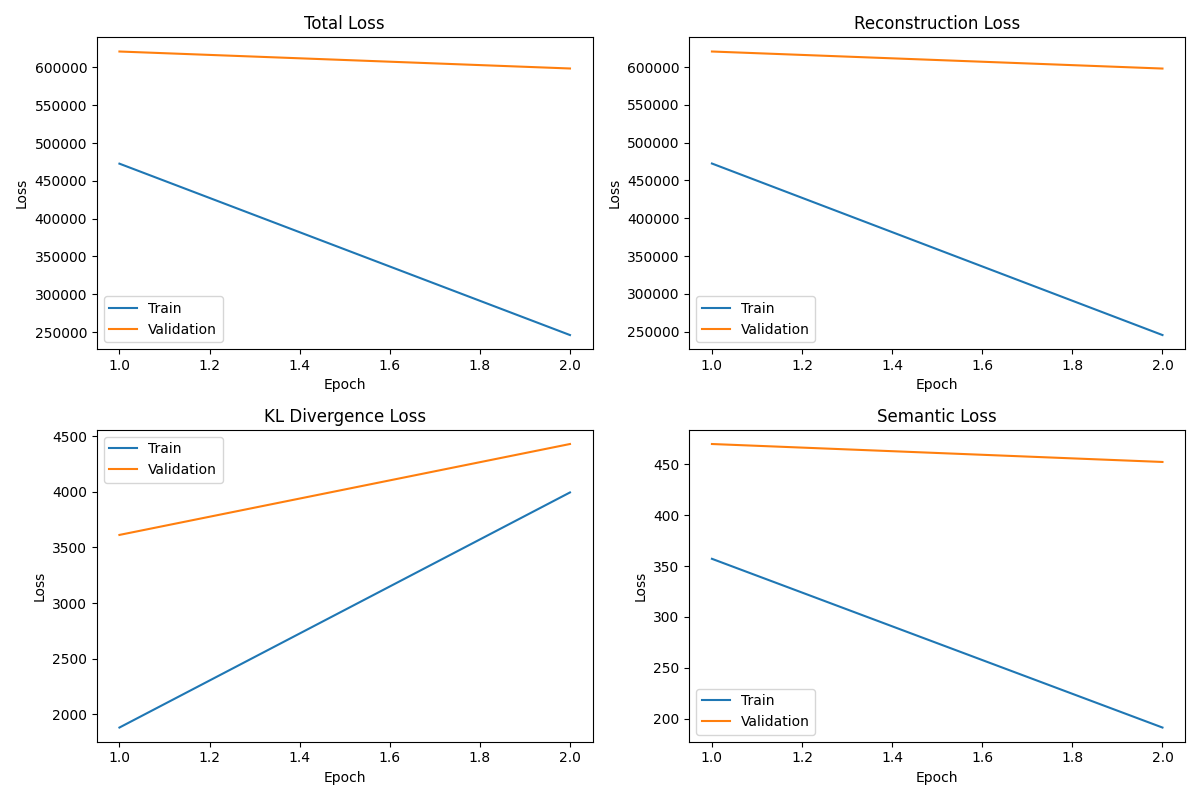 Total Loss
600000
550000
500000
450000
400000
350000
300000
250000
Loss
Train
Validation
1.0 1.2 1.4 1.6 1.8 2.0
Epoch
Reconstruction Loss
600000
550000
500000
450000
400000
350000
300000
250000
Loss
Train
Validation
1.0 1.2 1.4 1.6 1.8 2.0
Epoch
KL Divergence Loss
4500
4000
3500
3000
2500
2000
Loss
Train
Validation
1.0 1.2 1.4 1.6 1.8 2.0
Epoch
Semantic Loss
450
400
350
300
250
200
Loss
Train
Validation
1.0 1.2 1.4 1.6 1.8 2.0
Epoch